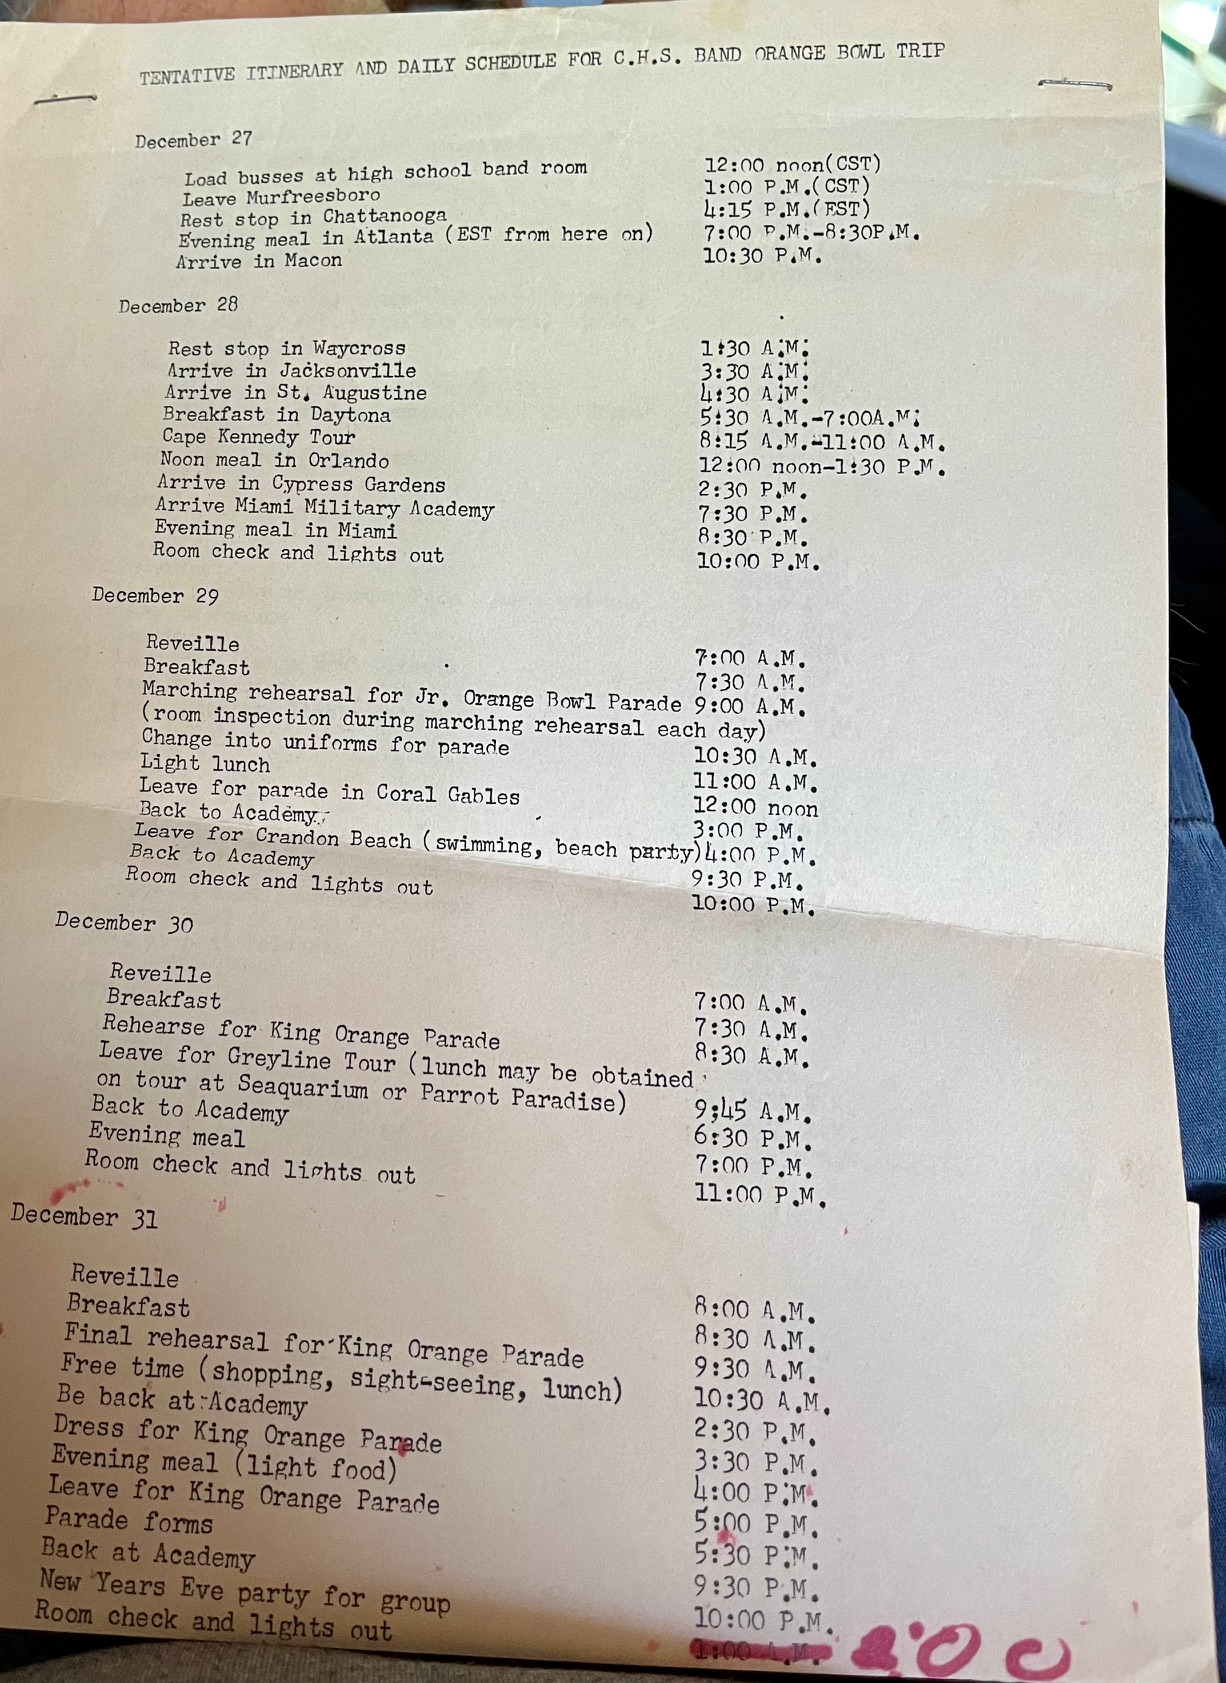 TENTATIVE ITINERARY AND DAILY SCHEDULE FOR C.H.S. BAND ORANGE BOWL TRIP
December 27
Load busses at high school band room 12:00 noon(CST)
Leave Murfreesboro 1:00 P.M.(CST)
Rest stop in Chattanooga 4:15 P.M.(EST)
Evening meal in Atlanta (EST from here on) 7:00 P.M.-8:30P.M.
Arrive in Macon 10:30 P.M.
December 28
Rest stop in Waycross 1:30 A.M.
Arrive in Jacksonville 3:30 A.M.
Arrive in St. Augustine 4:30 A.M.
Breakfast in Daytona 5:30 A.M.-7:00A.M.
Cape Kennedy Tour 8:15 A.M.-11:00 A.M.
Noon meal in Orlando 12:00 noon-1:30 P.M.
Arrive in Cypress Gardens 2:30 P.M.
Arrive Miami Military Academy 7:30 P.M.
Evening meal in Miami 8:30 P.M.
Room check and lights out 10:00 P.M.
December 29
Reveille 7:00 A.M.
Breakfast 7:30 A.M.
Marching rehearsal for Jr. Orange Bowl Parade 9:00 A.M.
(room inspection during marching rehearsal each day)
Change into uniforms for parade 10:30 A.M.
Light lunch 11:00 A.M.
Leave for parade in Coral Gables 12:00 noon
Back to Academy 3:00 P.M.
Leave for Crandon Beach (swimming, beach party) 4:00 P.M.
Back to Academy 9:30 P.M.
Room check and lights out 10:00 P.M.
December 30
Reveille 7:00 A.M.
Breakfast 7:30 A.M.
Rehearse for King Orange Parade 8:30 A.M.
Leave for Greyline Tour (lunch may be obtained
on tour at Seaquarium or Parrot Paradise) 9:45 A.M.
Back to Academy 6:30 P.M.
Evening meal 7:00 P.M.
Room check and lights out 11:00 P.M.
December 31
Reveille 8:00 A.M.
Breakfast 8:30 A.M.
Final rehearsal for King Orange Parade 9:30 A.M.
Free time (shopping, sight-seeing, lunch) 10:30 A.M.
Be back at Academy 2:30 P.M.
Dress for King Orange Parade 3:30 P.M.
Evening meal (light food) 4:00 P.M.
Leave for King Orange Parade 5:00 P.M.
Parade forms 5:30 P.M.
Back at Academy 9:30 P.M.
New Years Eve party for group 10:00 P.M.
Room check and lights out 1:00 A.M. 2:00